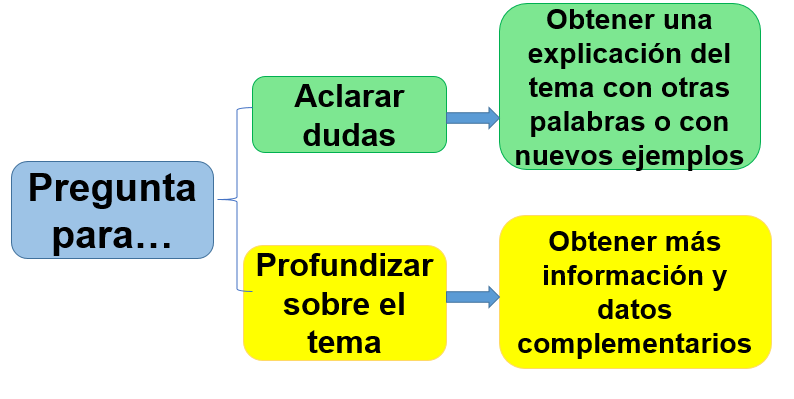 Pregunta
para…
Aclarar
dudas
Obtener una
explicación del
tema con otras
palabras o con
nuevos ejemplos
Profundizar
sobre el
tema
Obtener más
información y
datos
complementarios